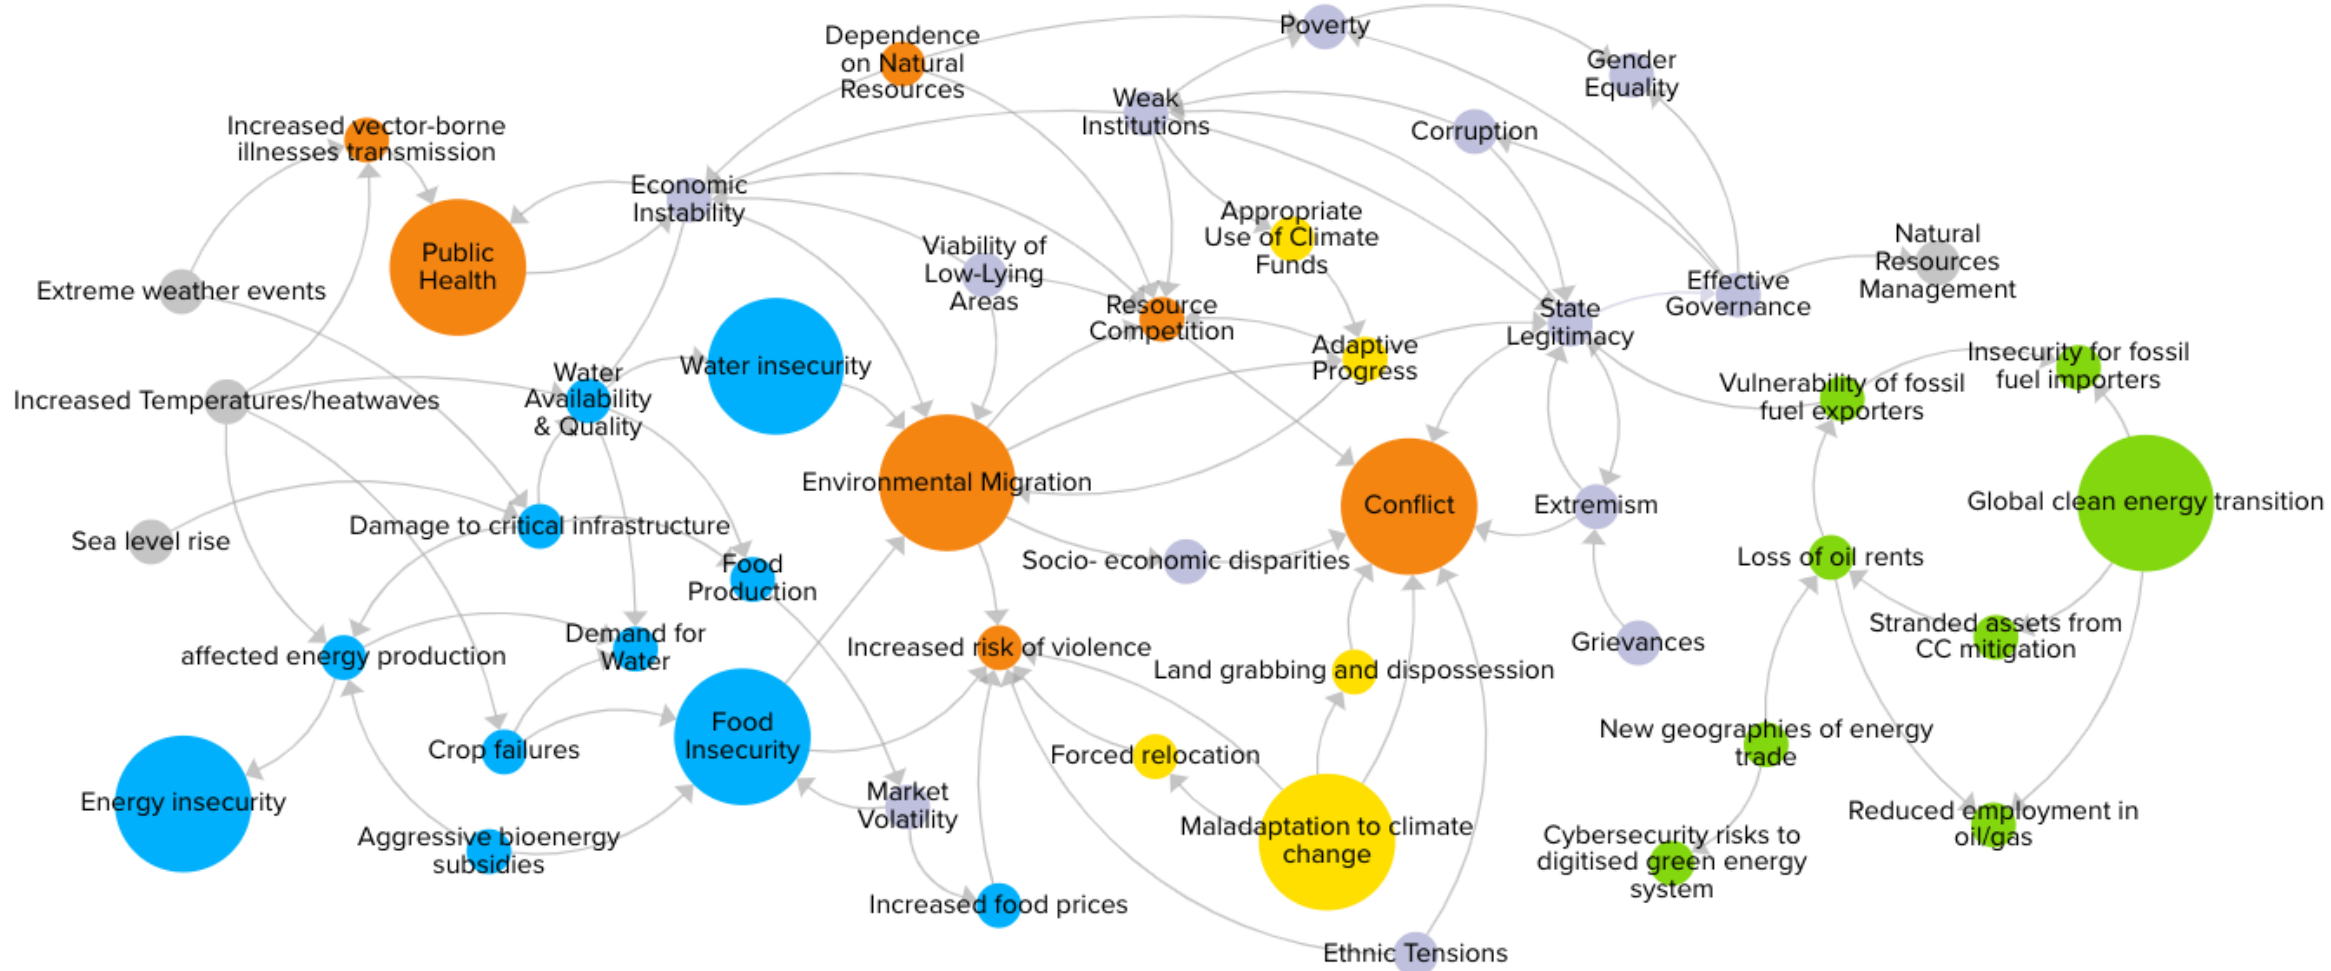 Poverty
Dependence
on Natural
Resources
Gender
Equality
Weak
Institutions
Corruption
Increased vector-borne
illnesses transmission
Economic
Instability
Appropriate
Use of Climate
Funds
Public
Health
Viability of
Low-Lying
Areas
Natural
Resources
Management
Extreme weather events
Effective
Governance
Resource
Competition
State
Legitimacy
Water insecurity
Adaptive
Progress
Insecurity for fossil
fuel importers
Vulnerability of fossil
fuel exporters
Increased Temperatures/heatwaves
Water
Availability
& Quality
Environmental Migration
Conflict
Extremism
Global clean energy transition
Damage to critical infrastructure
Sea level rise
Socio- economic disparities
Loss of oil rents
Food
Production
Stranded assets from
CC mitigation
Demand for
Water
Increased risk of violence
Grievances
affected energy production
Land grabbing and dispossession
Food
Insecurity
New geographies of energy
trade
Crop failures
Forced relocation
Energy insecurity
Market
Volatility
Reduced employment in
oil/gas
Maladaptation to climate
change
Aggressive bioenergy
subsidies
Cybersecurity risks to
digitised green energy
system
Increased food prices
Ethnic Tensions